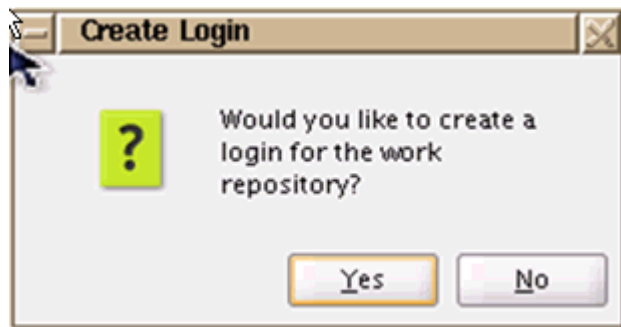 Create Login
?
Would you like to create a
login for the work
repository?
Yes
No